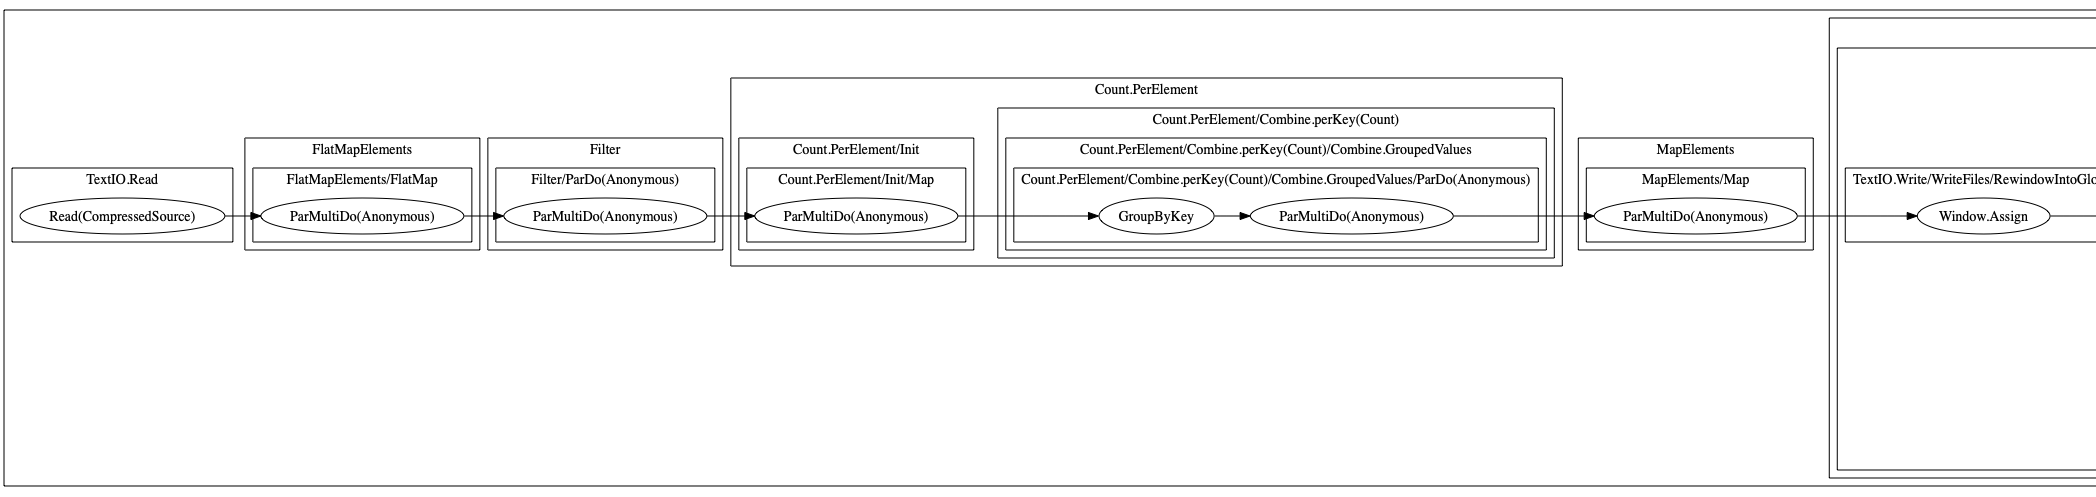 Count.PerElement
Count.PerElement/Combine.perKey(Count)
FlatMapElements
Filter
Count.PerElement/Init
Count.PerElement/Combine.perKey(Count)/Combine.GroupedValues
MapElements
TextIO.Read
FlatMapElements/FlatMap
Filter/ParDo(Anonymous)
Count.PerElement/Init/Map
Count.PerElement/Combine.perKey(Count)/Combine.GroupedValues/ParDo(Anonymous)
MapElements/Map
TextIO.Write/WriteFiles/RewindowIntoGlo
Read(CompressedSource)
ParMultiDo(Anonymous)
ParMultiDo(Anonymous)
ParMultiDo(Anonymous)
GroupByKey
ParMultiDo(Anonymous)
ParMultiDo(Anonymous)
Window.Assign